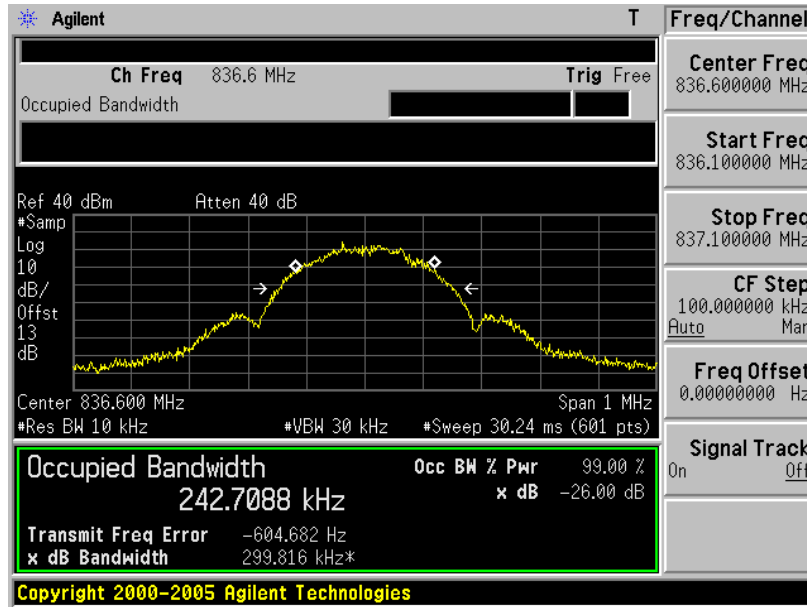 Agilent T
Freq/Channel
Ch Freq 836.6 MHz Trig Free
Occupied Bandwidth
Center Freq
836.600000 MHz
Start Freq
836.100000 MHz
Stop Freq
837.100000 MHz
CF Step
100.000000 kHz
Auto Man
Freq Offset
0.00000000 Hz
Signal Track
On Off
Ref 40 dBm Atten 40 dB
#Samp
Log
10
dB/
Offst
13
dB
Center 836.600 MHz Span 1 MHz
#Res BW 10 kHz #VBW 30 kHz #Sweep 30.24 ms (601 pts)
Occupied Bandwidth Occ BW % Pwr 99.00 %
242.7088 kHz x dB -26.00 dB
Transmit Freq Error -604.682 Hz
x dB Bandwidth 299.816 kHz*
Copyright 2000-2005 Agilent Technologies